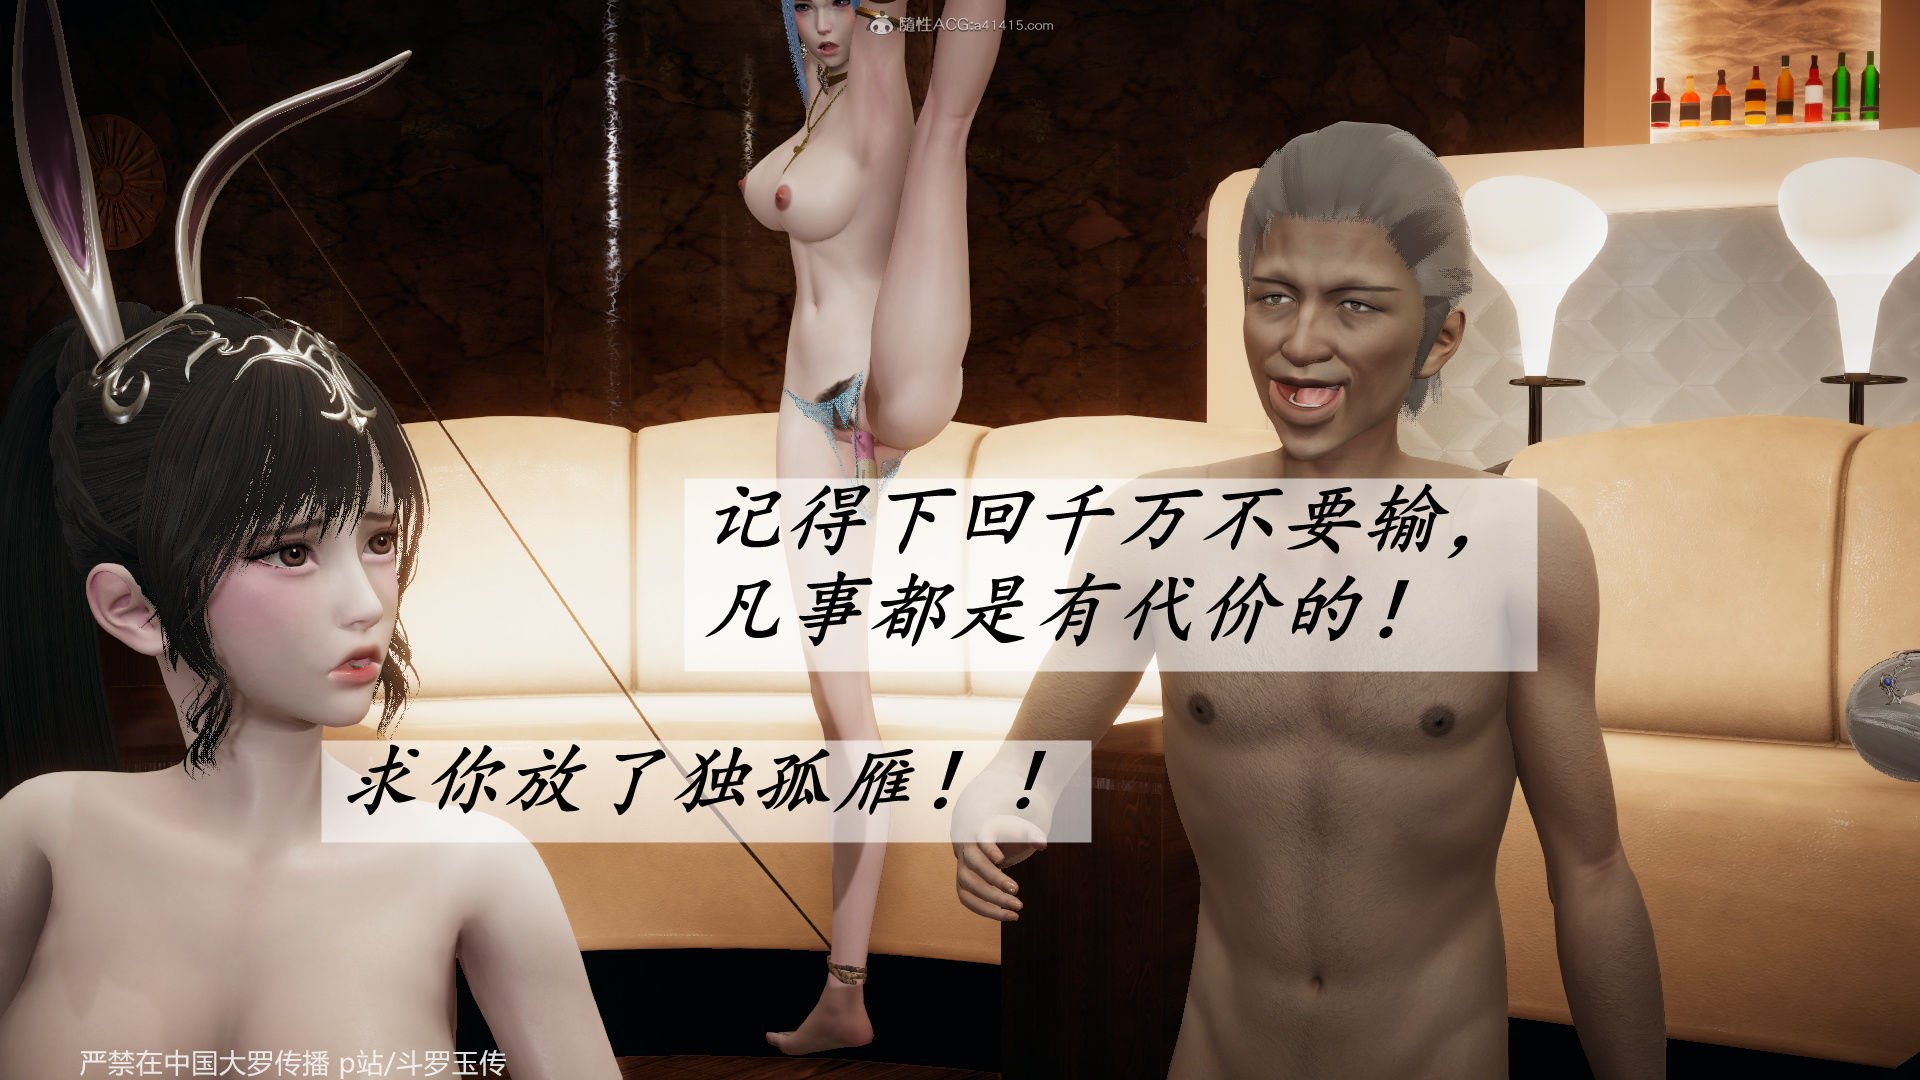 隨性ACG:a41415.com
记得下回千万不要输，
凡事都是有代价的！
求你放了独孤雁！！
严禁在中国大罗传播 p站/斗罗玉传